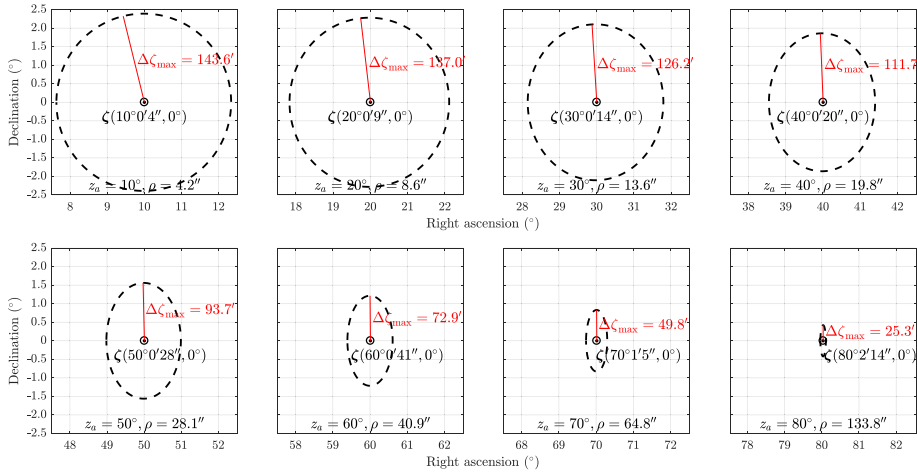 2.5
2.0
1.5
1.0
0.5
0
-0.5
-1.0
-1.5
-2.0
-2.5
Declination (°)
Δζmax = 143.6′
ζ(10°0′4″, 0°)
za = 10°, ρ = 4.2″
8 9 10 11 12
Δζmax = 137.0′
ζ(20°0′9″, 0°)
za = 20°, ρ = 8.6″
18 19 20 21 22
Δζmax = 126.2′
ζ(30°0′14″, 0°)
za = 30°, ρ = 13.6″
28 29 30 31 32
Δζmax = 111.7
ζ(40°0′20″, 0°)
za = 40°, ρ = 19.8″
38 39 40 41 42
Right ascension (°)
2.5
2.0
1.5
1.0
0.5
0
-0.5
-1.0
-1.5
-2.0
-2.5
Declination (°)
Δζmax = 93.7′
ζ(50°0′28″, 0°)
za = 50°, ρ = 28.1″
48 49 50 51 52
Δζmax = 72.9′
ζ(60°0′41″, 0°)
za = 60°, ρ = 40.9″
58 59 60 61 62
Δζmax = 49.8′
ζ(70°1′5″, 0°)
za = 70°, ρ = 64.8″
68 69 70 71 72
Δζmax = 25.3′
ζ(80°2′14″, 0°)
za = 80°, ρ = 133.8″
78 79 80 81 82
Right ascension (°)